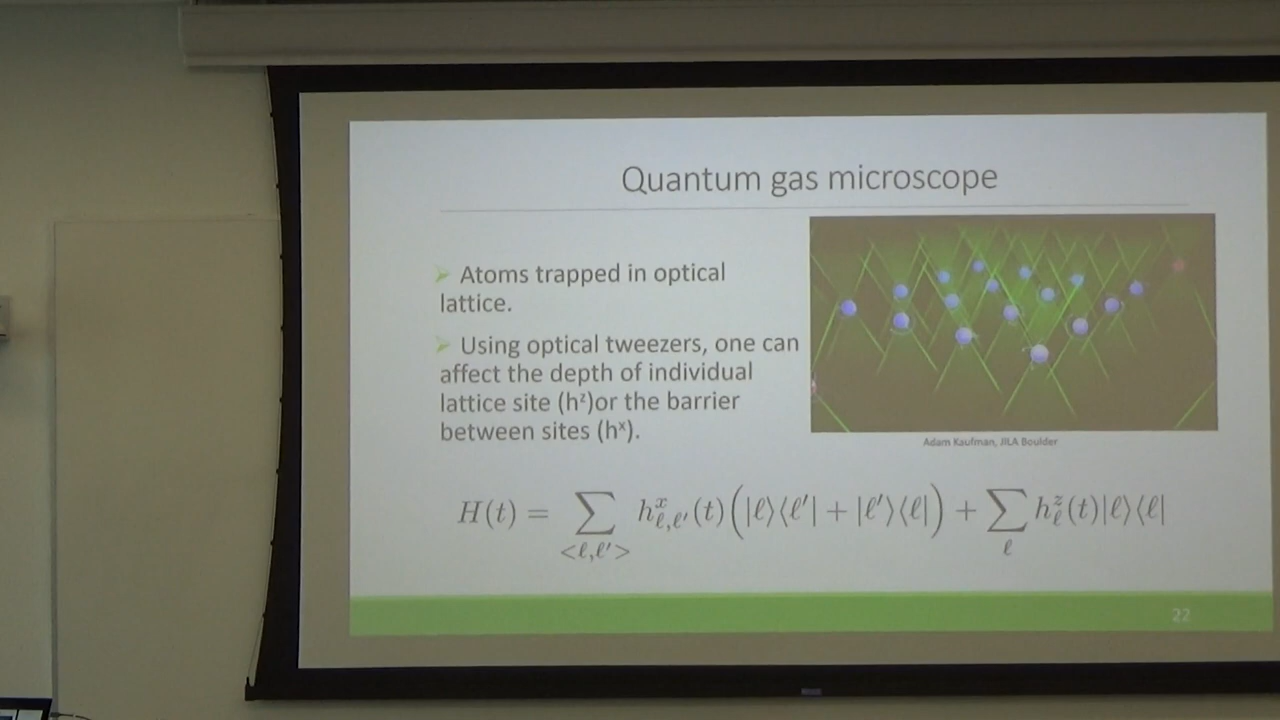 Quantum gas microscope
➢ Atoms trapped in optical
lattice.
➢ Using optical tweezers, one can
affect the depth of individual
lattice site (hᶻ)or the barrier
between sites (hˣ).
Adam Kaufman, JILA Boulder
H(t) = ∑_{<ℓ,ℓ′>} h^x_{ℓ,ℓ′}(t)(|ℓ⟩⟨ℓ′| + |ℓ′⟩⟨ℓ|) + ∑_ℓ h^z_ℓ(t)|ℓ⟩⟨ℓ|
22